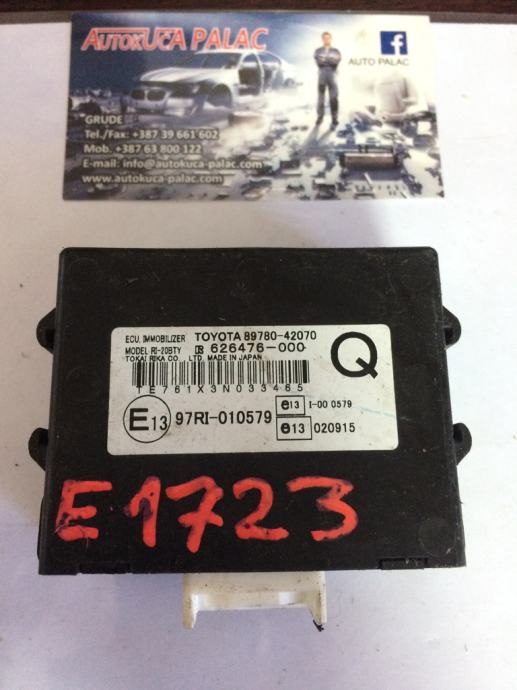 AUTOKUCA PALAC
f
AUTO PALAC
GRUDE
Tel./Fax: +387 39 661 602
Mob. +387 63 800 122
E-mail: info@autokuca-palac.com
www.autokuca-palac.com
ECU, IMMOBILIZER TOYOTA 89780-42070
MODEL RI-20BTY 626476-000
TOKAI RIKA CO. LTD. MADE IN JAPAN
Q
TE761X3N033465
E13 97RI-010579
e13 I-00 0579
e13 020915
E1723